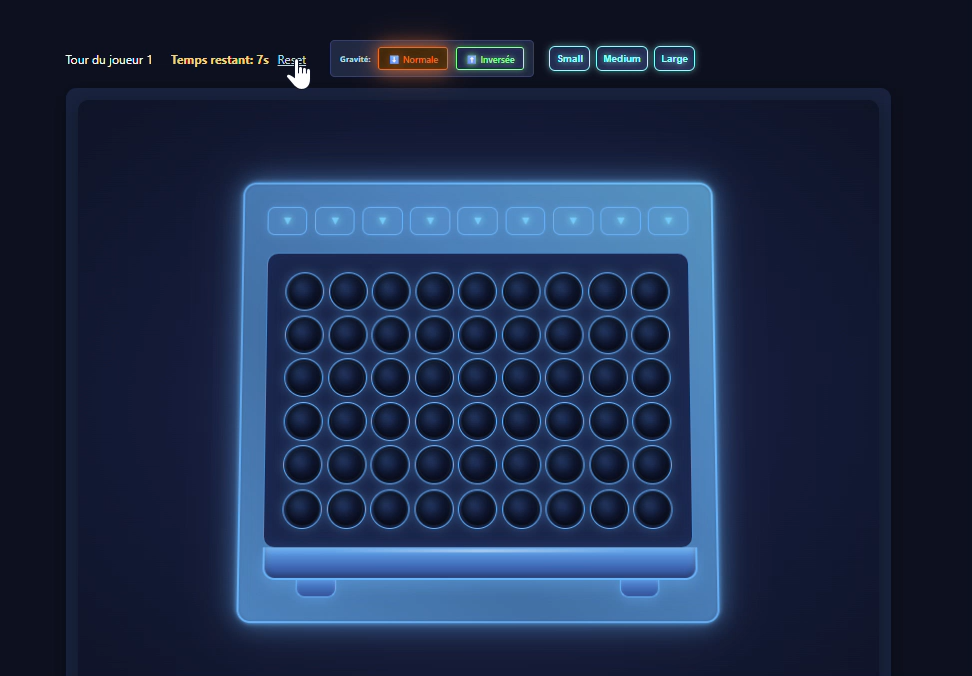 Tour du joueur 1 Temps restant: 7s Reset Gravité: ⬇️ Normale ⬆️ Inversée Small Medium Large
▼ ▼ ▼ ▼ ▼ ▼ ▼ ▼ ▼